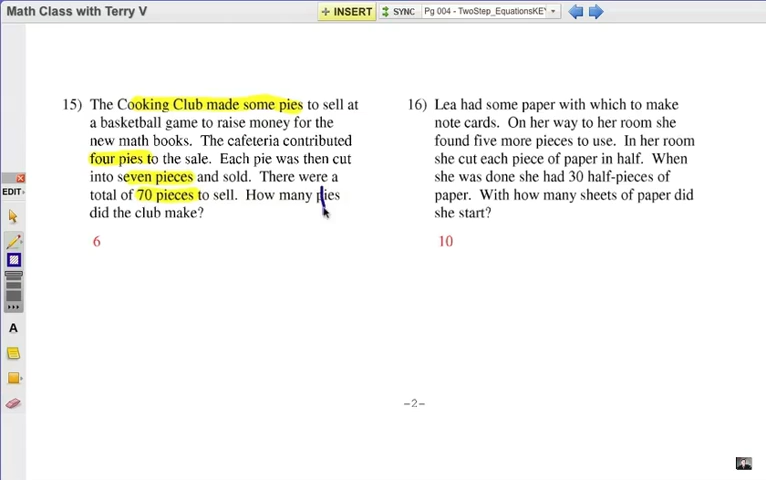 Math Class with Terry V
INSERT
SYNC
Pg 004 - TwoStep_EquationsKEY
15) The Cooking Club made some pies to sell at
a basketball game to raise money for the
new math books. The cafeteria contributed
four pies to the sale. Each pie was then cut
into seven pieces and sold. There were a
total of 70 pieces to sell. How many pies
did the club make?
6
16) Lea had some paper with which to make
note cards. On her way to her room she
found five more pieces to use. In her room
she cut each piece of paper in half. When
she was done she had 30 half-pieces of
paper. With how many sheets of paper did
she start?
10
EDIT
A
-2-